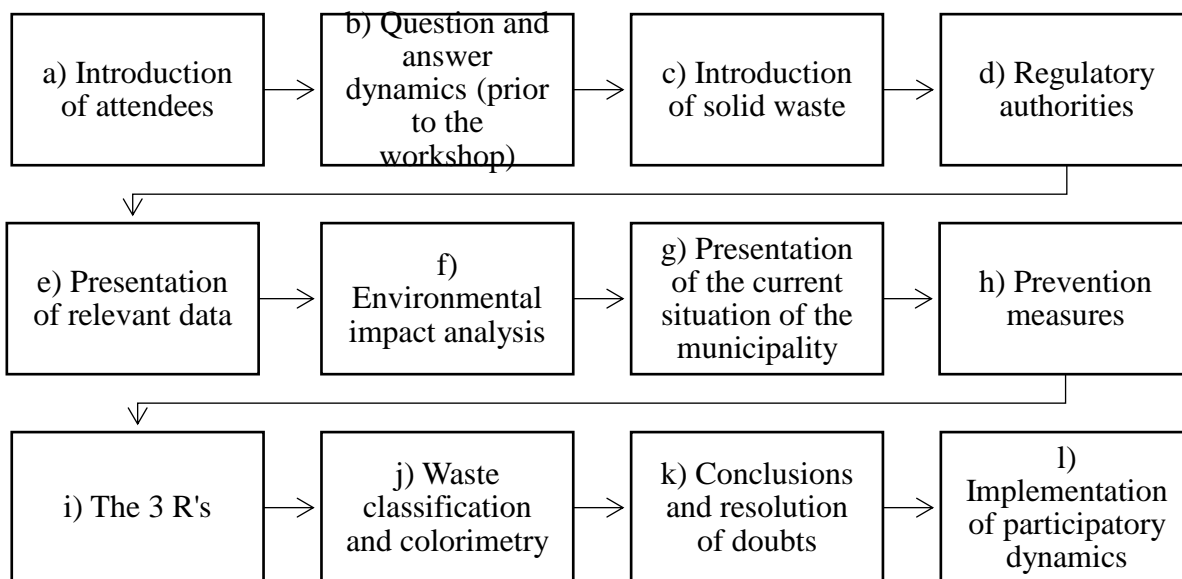 a) Introduction
of attendees
b) Question and
answer
dynamics (prior
to the
workshop)
c) Introduction
of solid waste
d) Regulatory
authorities
e) Presentation
of relevant data
f)
Environmental
impact analysis
g) Presentation
of the current
situation of the
municipality
h) Prevention
measures
i) The 3 R's
j) Waste
classification
and colorimetry
k) Conclusions
and resolution
of doubts
l)
Implementation
of participatory
dynamics